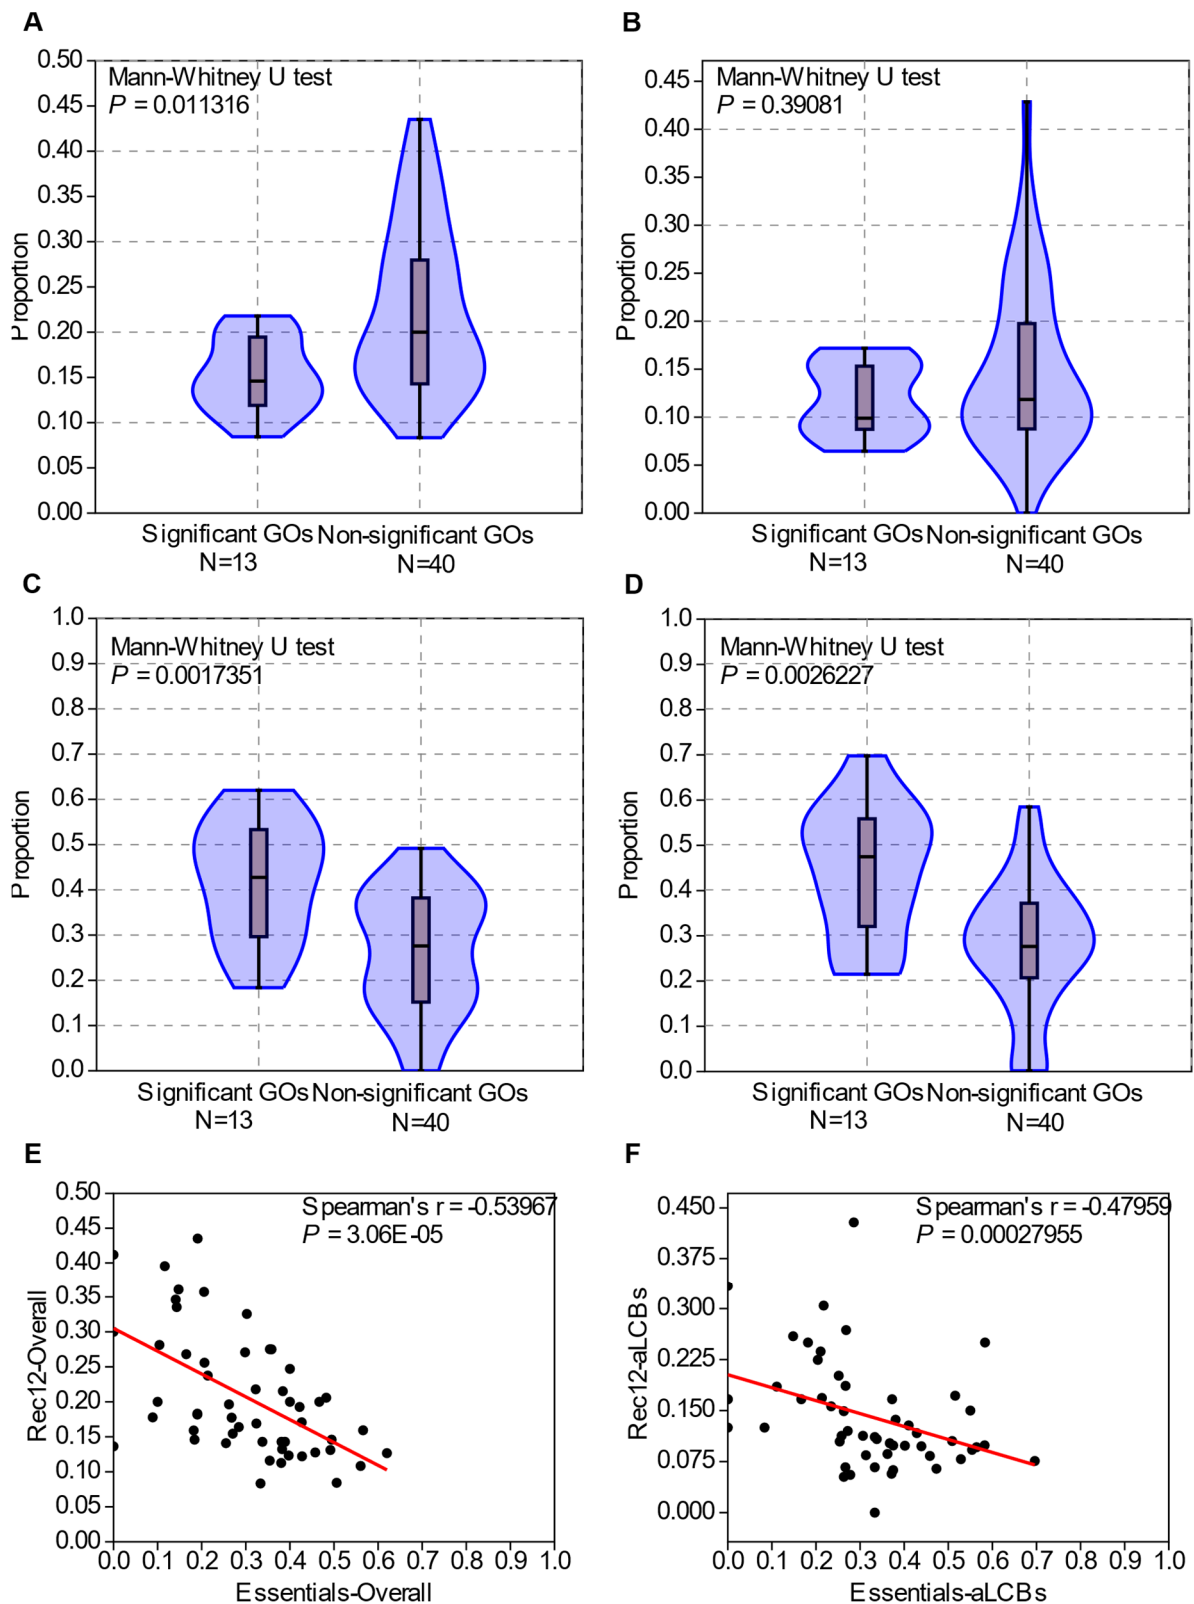 A
B
Mann-Whitney U test
P = 0.011316
0.50
0.45
0.40
0.35
0.30
0.25
0.20
0.15
0.10
0.05
0.00
Proportion
Significant GOs Non-significant GOs
N=13 N=40
Mann-Whitney U test
P = 0.39081
0.45
0.40
0.35
0.30
0.25
0.20
0.15
0.10
0.05
0.00
Proportion
Significant GOs Non-significant GOs
N=13 N=40
C
D
Mann-Whitney U test
P = 0.0017351
1.0
0.9
0.8
0.7
0.6
0.5
0.4
0.3
0.2
0.1
0.0
Proportion
Significant GOs Non-significant GOs
N=13 N=40
Mann-Whitney U test
P = 0.0026227
1.0
0.9
0.8
0.7
0.6
0.5
0.4
0.3
0.2
0.1
0.0
Proportion
Significant GOs Non-significant GOs
N=13 N=40
E
F
Spearman's r = -0.53967
P = 3.06E-05
0.50
0.45
0.40
0.35
0.30
0.25
0.20
0.15
0.10
0.05
0.00
Rec12-Overall
0.0 0.1 0.2 0.3 0.4 0.5 0.6 0.7 0.8 0.9 1.0
Essentials-Overall
Spearman's r = -0.47959
P = 0.00027955
0.450
0.375
0.300
0.225
0.150
0.075
0.000
Rec12-aLCBs
0.0 0.1 0.2 0.3 0.4 0.5 0.6 0.7 0.8 0.9 1.0
Essentials-aLCBs